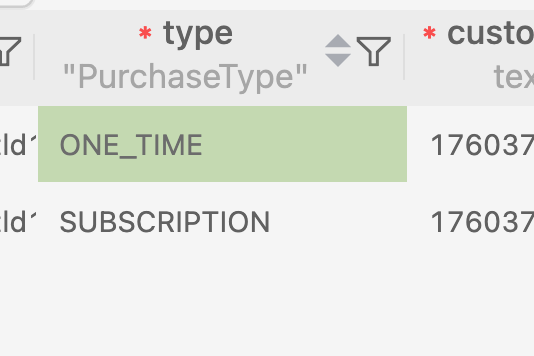 * type
* custo
"PurchaseType"
tex
ONE_TIME
176037
SUBSCRIPTION
176037